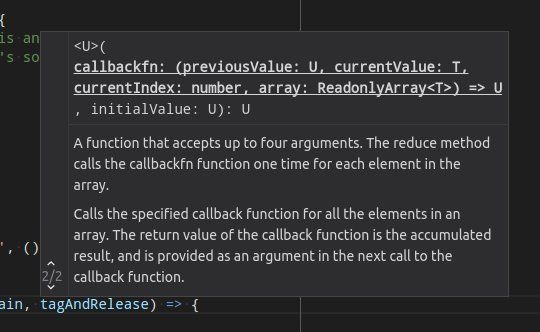 {
is an
<U>(
's so
callbackfn: (previousValue: U, currentValue: T,
currentIndex: number, array: ReadonlyArray<T>) => U
, initialValue: U): U
A function that accepts up to four arguments. The reduce method
calls the callbackfn function one time for each element in the
array.
Calls the specified callback function for all the elements in an
array. The return value of the callback function is the accumulated
result, and is provided as an argument in the next call to the
callback function.
', ()
2/2
ain, tagAndRelease) => {